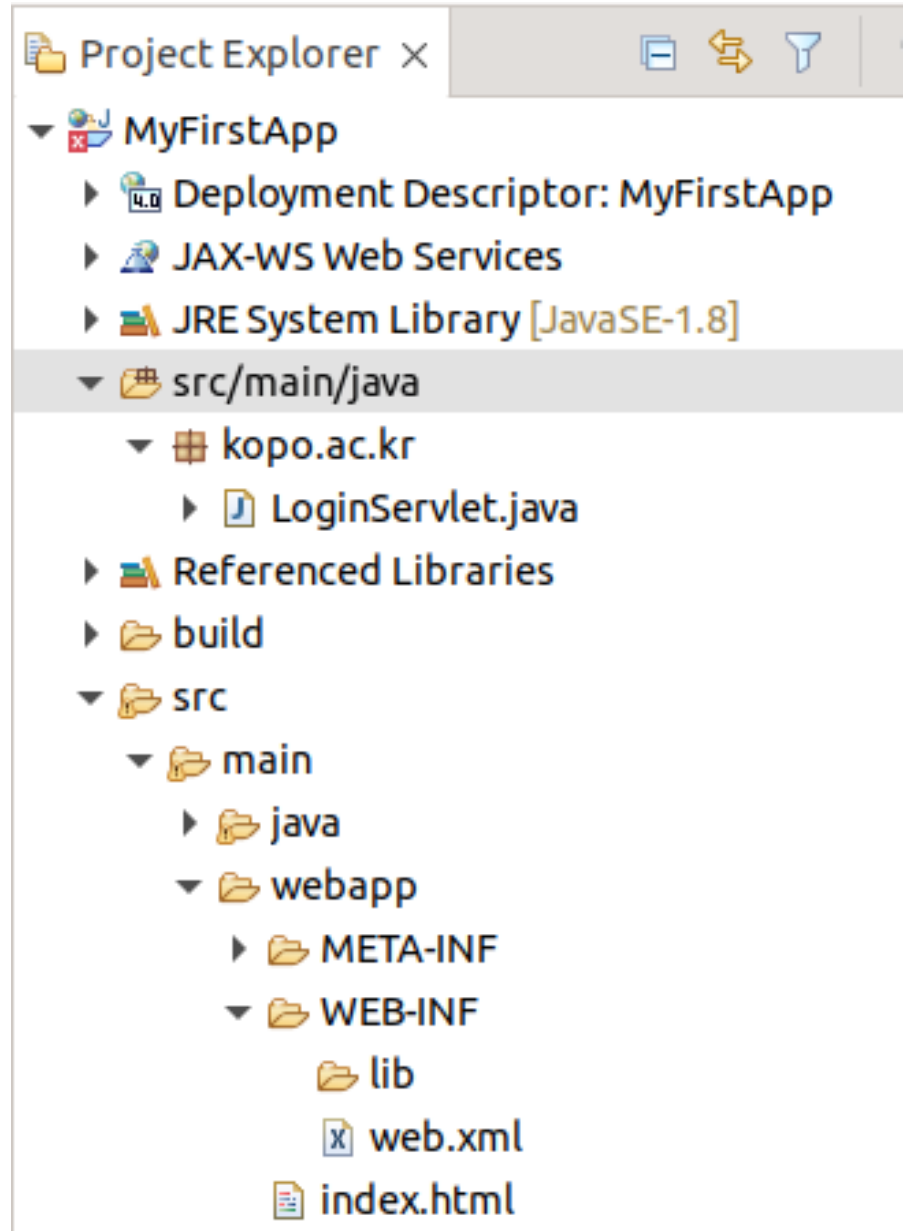 Project Explorer
MyFirstApp
Deployment Descriptor: MyFirstApp
JAX-WS Web Services
JRE System Library [JavaSE-1.8]
src/main/java
kopo.ac.kr
LoginServlet.java
Referenced Libraries
build
src
main
java
webapp
META-INF
WEB-INF
lib
web.xml
index.html